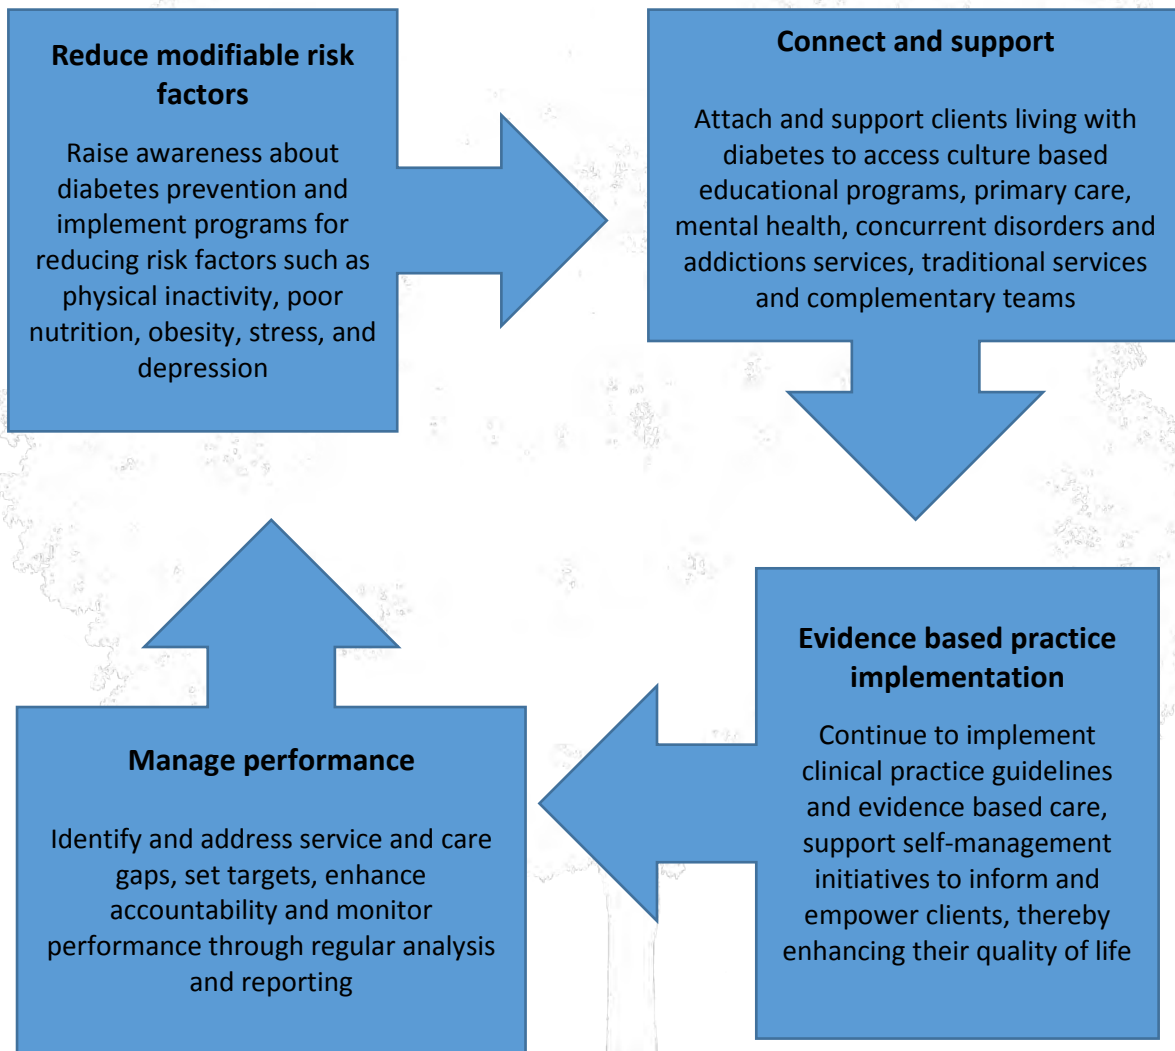 Reduce modifiable risk
factors
Raise awareness about
diabetes prevention and
implement programs for
reducing risk factors such as
physical inactivity, poor
nutrition, obesity, stress, and
depression
Connect and support
Attach and support clients living with
diabetes to access culture based
educational programs, primary care,
mental health, concurrent disorders and
addictions services, traditional services
and complementary teams
Evidence based practice
implementation
Continue to implement
clinical practice guidelines
and evidence based care,
support self-management
initiatives to inform and
empower clients, thereby
enhancing their quality of life
Manage performance
Identify and address service and care
gaps, set targets, enhance
accountability and monitor
performance through regular analysis
and reporting